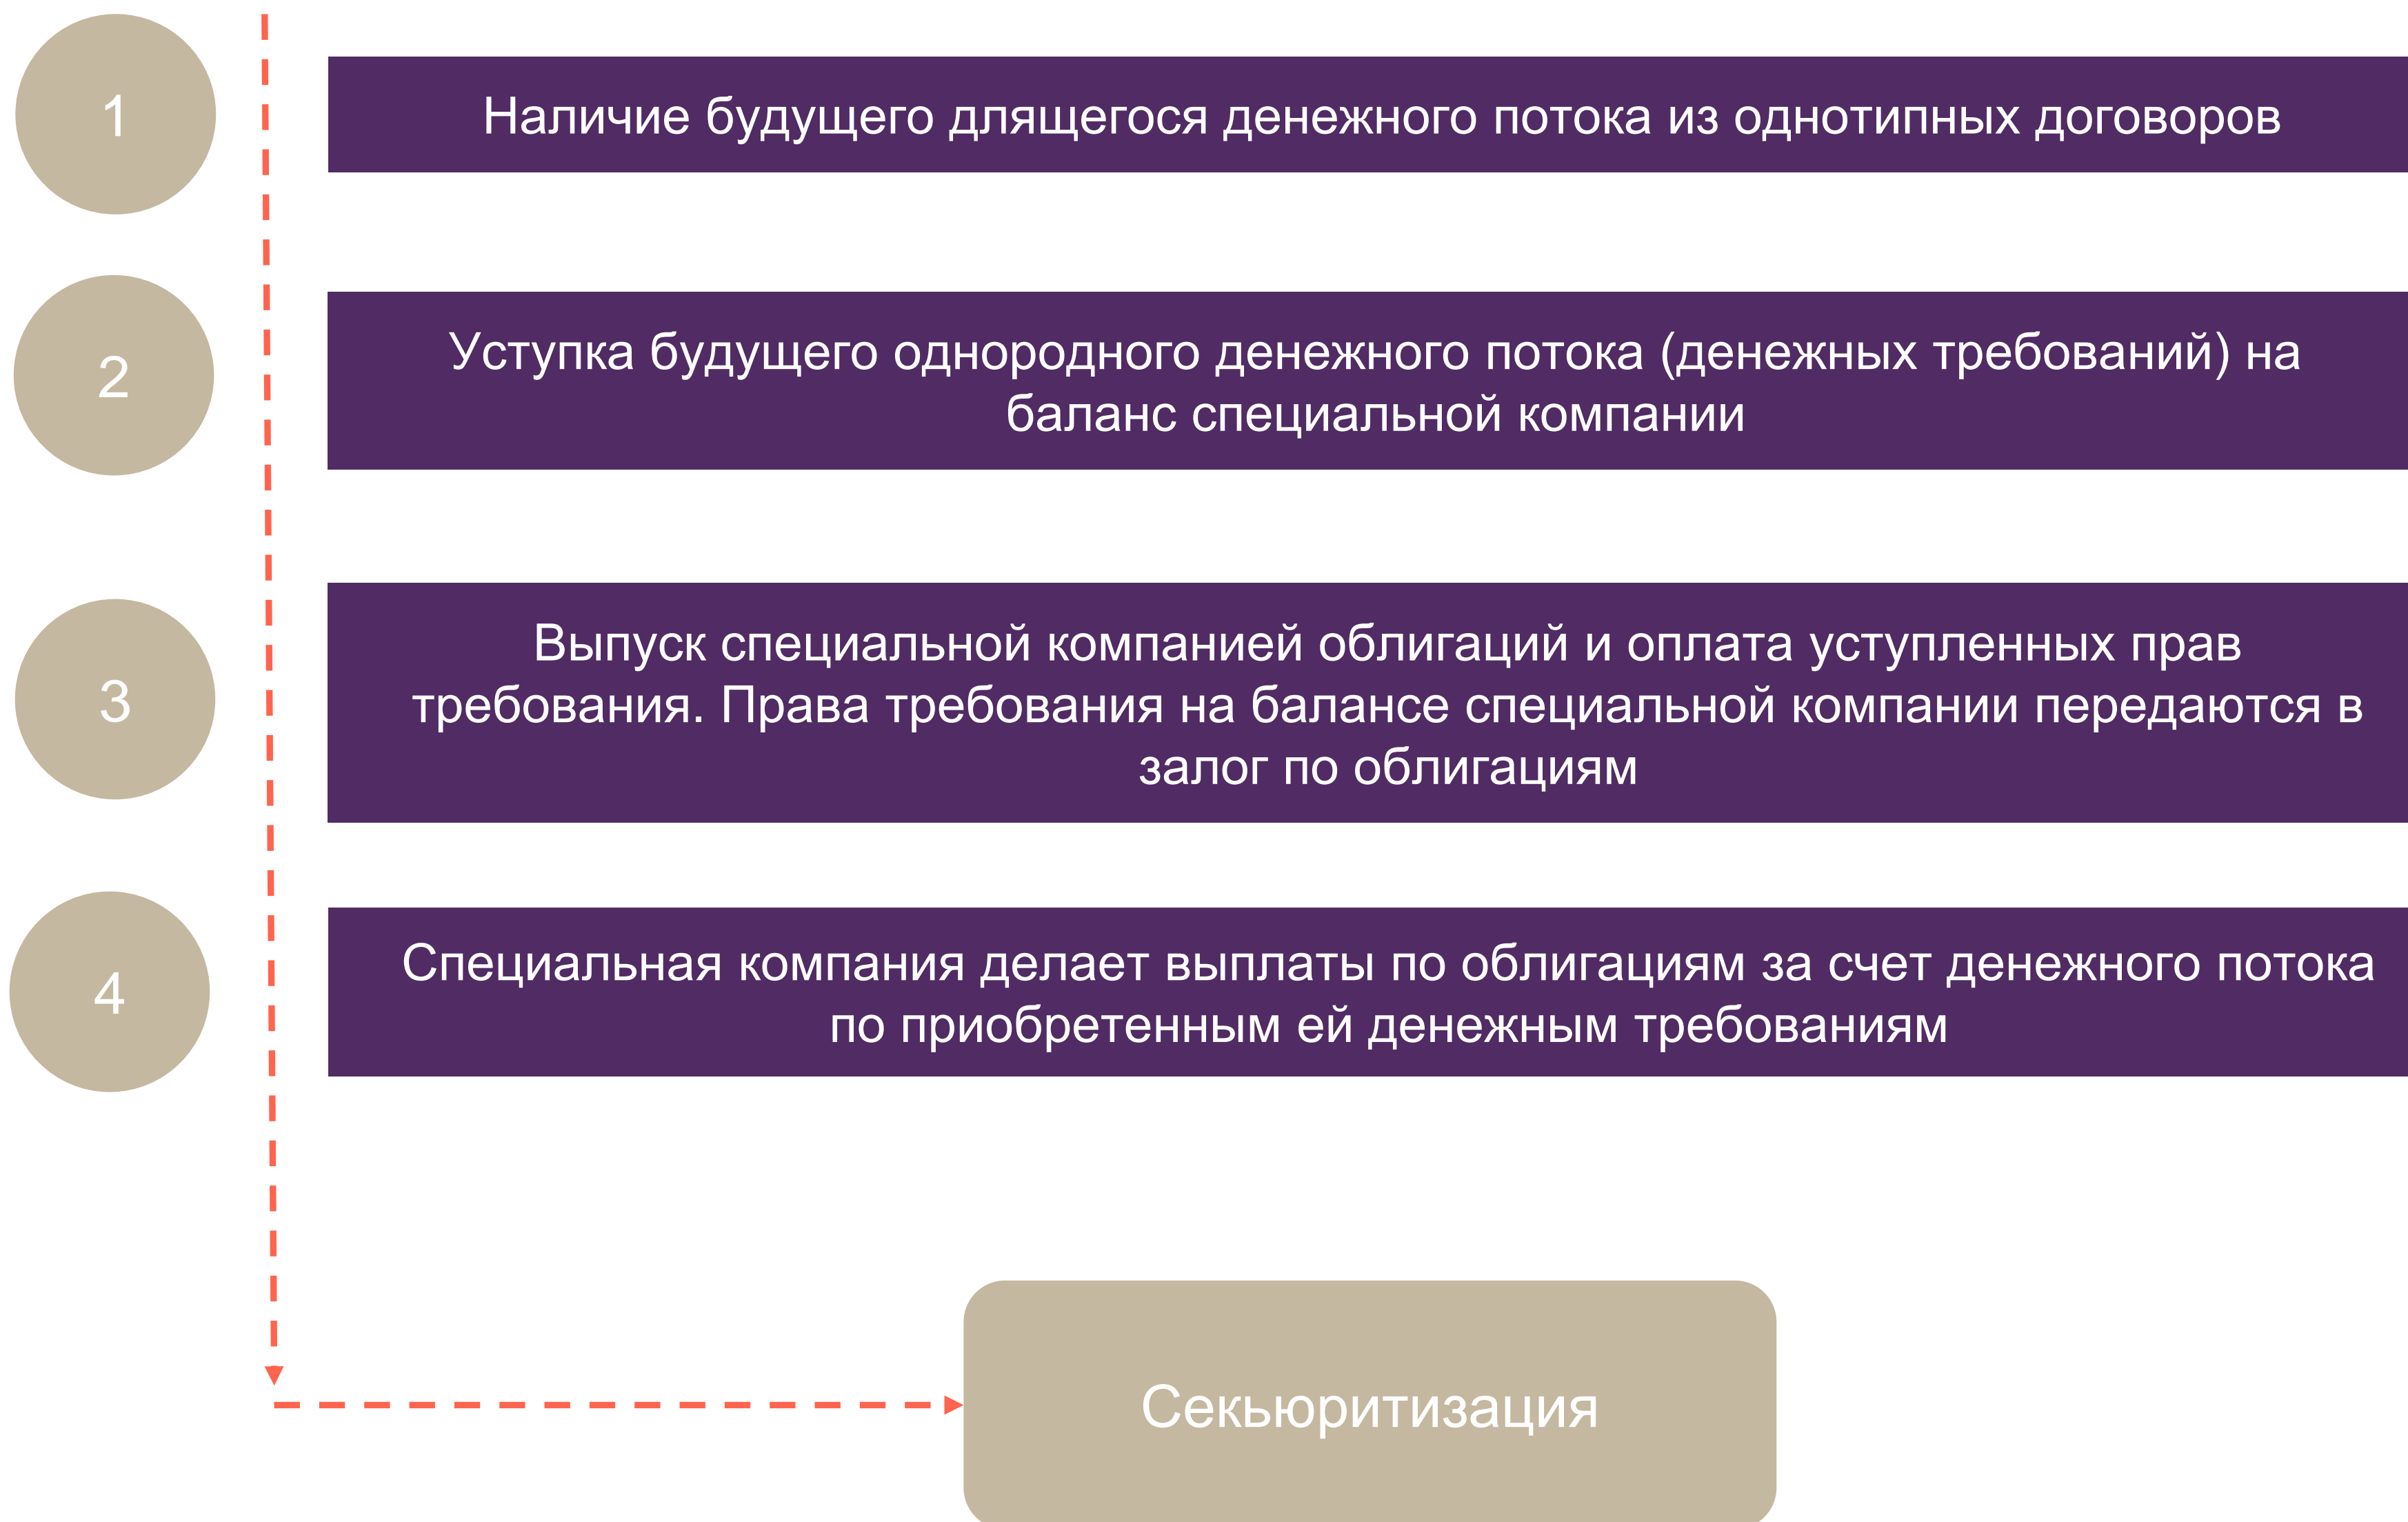 1
Наличие будущего длящегося денежного потока из однотипных договоров
2
Уступка будущего однородного денежного потока (денежных требований) на
баланс специальной компании
3
Выпуск специальной компанией облигаций и оплата уступленных прав
требования. Права требования на балансе специальной компании передаются в
залог по облигациям
4
Специальная компания делает выплаты по облигациям за счет денежного потока
по приобретенным ей денежным требованиям
Секьюритизация